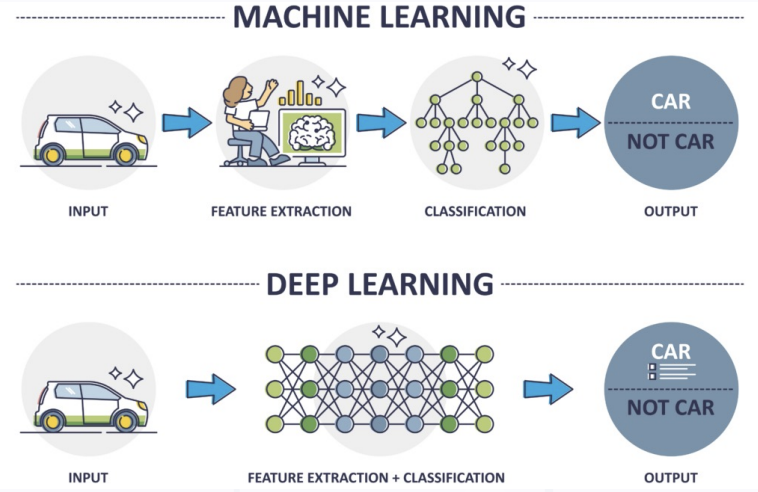 MACHINE LEARNING
CAR
NOT CAR
INPUT
FEATURE EXTRACTION
CLASSIFICATION
OUTPUT
DEEP LEARNING
CAR
NOT CAR
INPUT
FEATURE EXTRACTION + CLASSIFICATION
OUTPUT